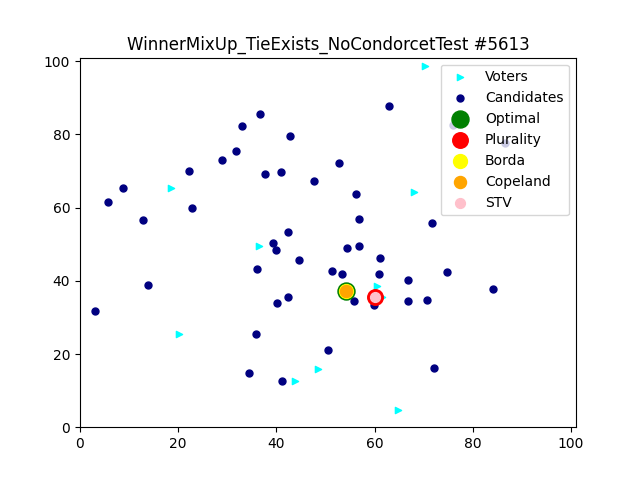 WinnerMixUp_TieExists_NoCondorcetTest #5613
100
80
60
40
20
0
0 20 40 60 80 100
Voters
Candidates
Optimal
Plurality
Borda
Copeland
STV